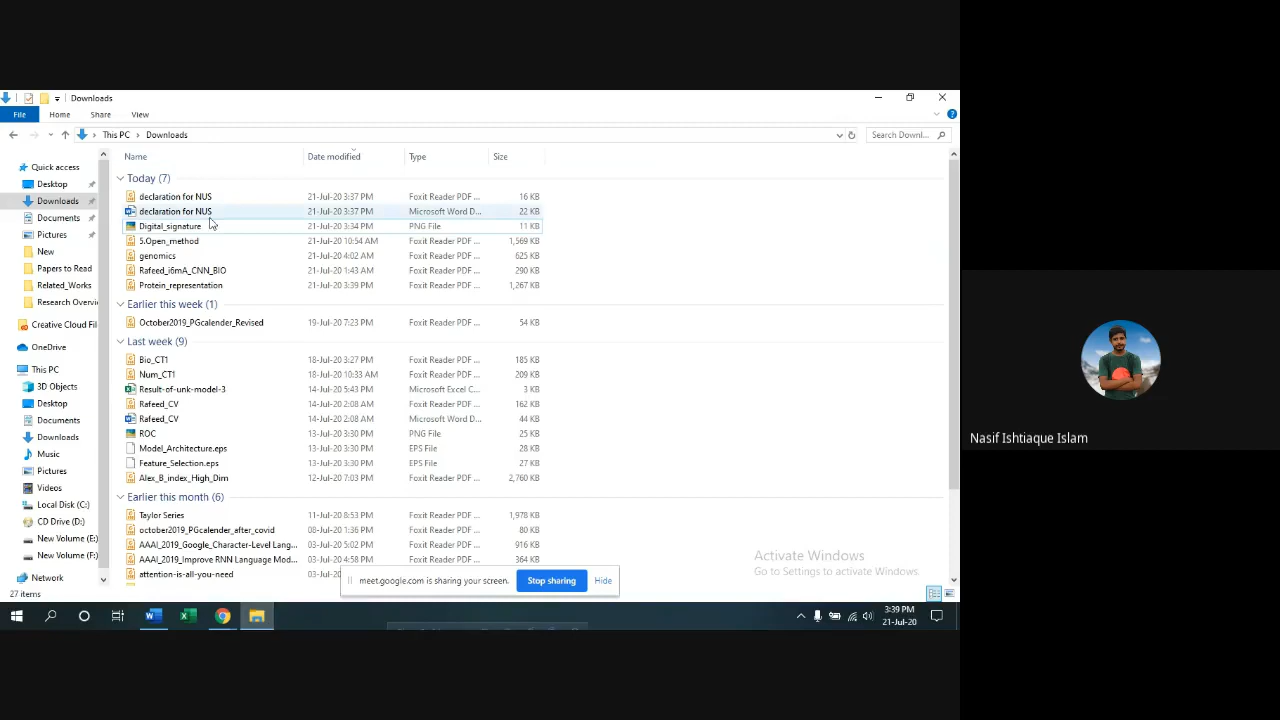 Downloads
File Home Share View
This PC Downloads Search Downl...
Name Date modified Type Size
Quick access
Desktop
Downloads
Documents
Pictures
New
Papers to Read
Related_Works
Research Overvi
Creative Cloud Fil
OneDrive
This PC
3D Objects
Desktop
Documents
Downloads
Music
Pictures
Videos
Local Disk (C:)
CD Drive (D:)
New Volume (E:)
New Volume (F:)
Network
Today (7)
declaration for NUS 21-Jul-20 3:37 PM Foxit Reader PDF ... 16 KB
declaration for NUS 21-Jul-20 3:37 PM Microsoft Word D... 22 KB
Digital_signature 21-Jul-20 3:34 PM PNG File 11 KB
5.Open_method 21-Jul-20 10:54 AM Foxit Reader PDF ... 1,569 KB
genomics 21-Jul-20 4:02 AM Foxit Reader PDF ... 625 KB
Rafeed_i6mA_CNN_BIO 21-Jul-20 1:43 AM Foxit Reader PDF ... 290 KB
Protein_representation 21-Jul-20 3:39 PM Foxit Reader PDF ... 1,267 KB
Earlier this week (1)
October2019_PGcalender_Revised 19-Jul-20 7:23 PM Foxit Reader PDF ... 54 KB
Last week (9)
Bio_CT1 18-Jul-20 3:27 PM Foxit Reader PDF ... 185 KB
Num_CT1 18-Jul-20 10:33 AM Foxit Reader PDF ... 209 KB
Result-of-unk-model-3 14-Jul-20 5:43 PM Microsoft Excel C... 3 KB
Rafeed_CV 14-Jul-20 2:08 AM Foxit Reader PDF ... 162 KB
Rafeed_CV 14-Jul-20 2:08 AM Microsoft Word D... 44 KB
ROC 13-Jul-20 3:30 PM PNG File 25 KB
Model_Architecture.eps 13-Jul-20 3:30 PM EPS File 28 KB
Feature_Selection.eps 13-Jul-20 3:30 PM EPS File 27 KB
Alex_B_index_High_Dim 12-Jul-20 7:03 PM Foxit Reader PDF ... 2,760 KB
Earlier this month (6)
Taylor Series 11-Jul-20 8:53 PM Foxit Reader PDF ... 1,978 KB
october2019_PGcalender_after_covid 08-Jul-20 1:36 PM Foxit Reader PDF ... 80 KB
AAAI_2019_Google_Character-Level Lang... 03-Jul-20 5:02 PM Foxit Reader PDF ... 916 KB
AAAI_2019_Improve RNN Language Mod... 03-Jul-20 4:58 PM Foxit Reader PDF ... 364 KB
attention-is-all-you-need 03-Jul-20
27 items
meet.google.com is sharing your screen. Stop sharing Hide
Activate Windows
Go to Settings to activate Windows.
3:39 PM
21-Jul-20
Nasif Ishtiaque Islam